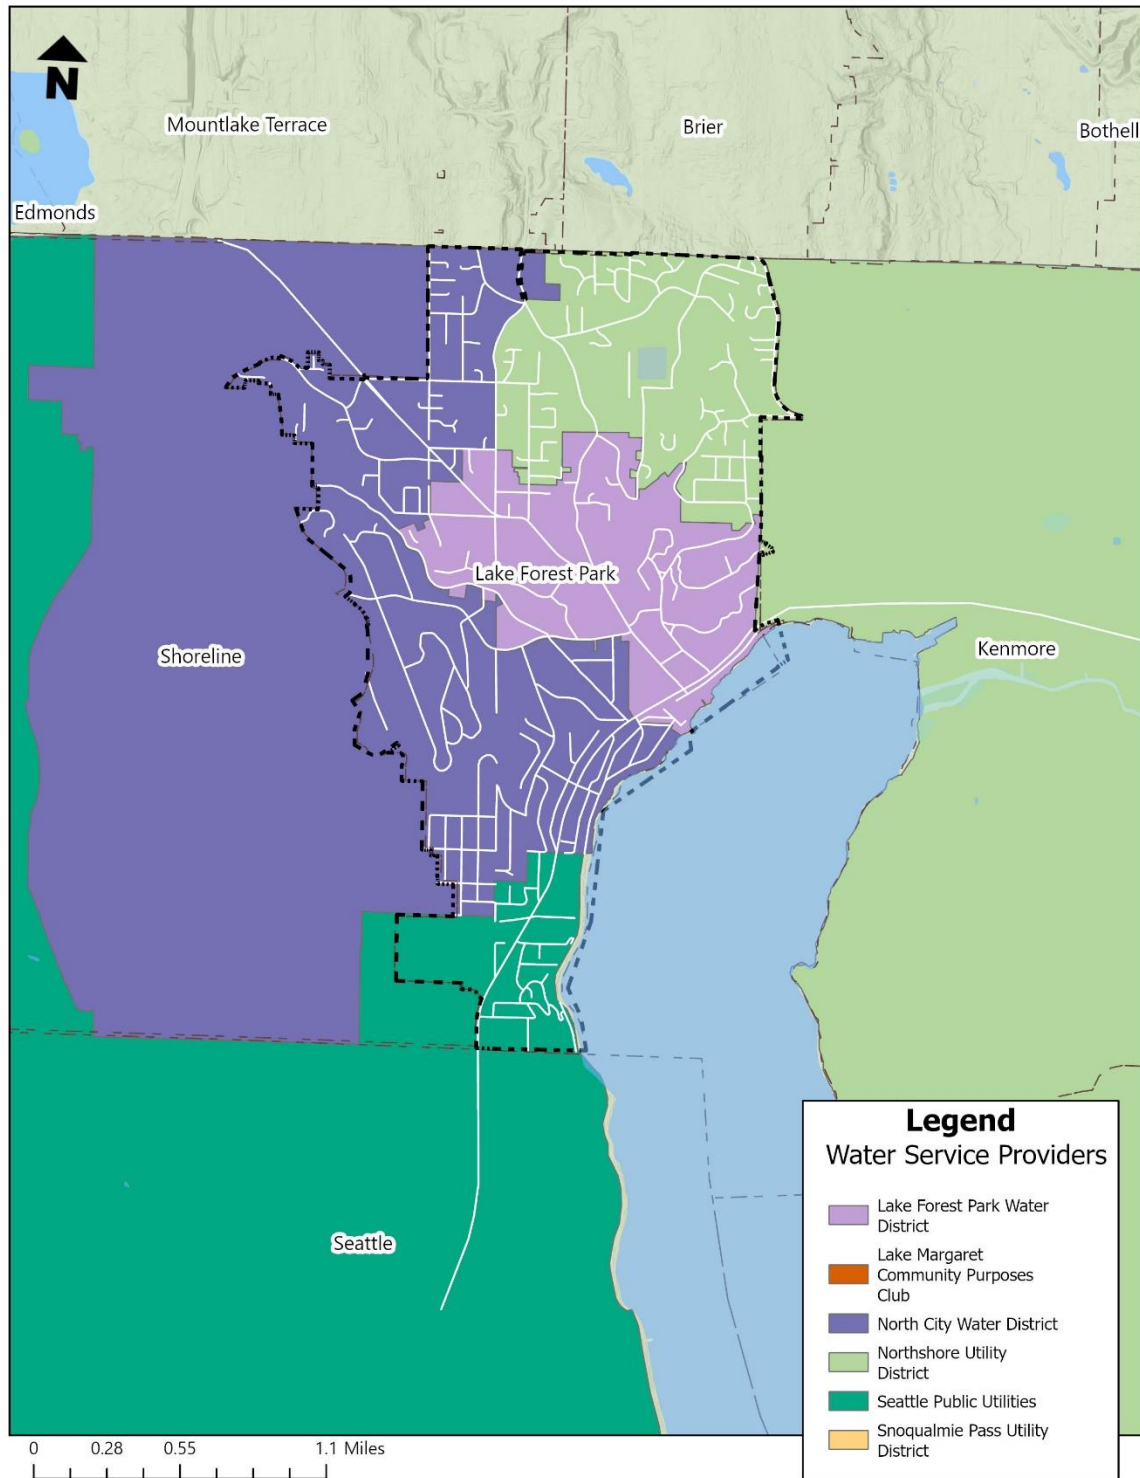 N
Mountlake Terrace
Brier
Bothell
Edmonds
Lake Forest Park
Shoreline
Kenmore
Seattle
Legend
Water Service Providers
Lake Forest Park Water
District
Lake Margaret
Community Purposes
Club
North City Water District
Northshore Utility
District
Seattle Public Utilities
Snoqualmie Pass Utility
District
0 0.28 0.55 1.1 Miles